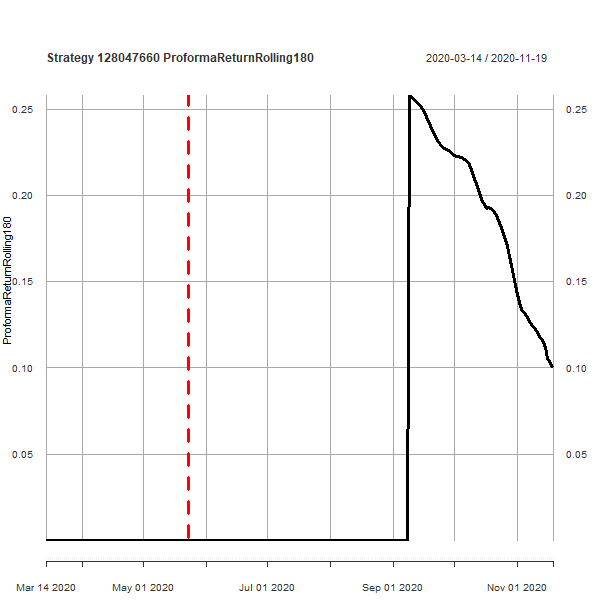 Strategy 128047660 ProformaReturnRolling180
2020-03-14 / 2020-11-19
0.25
0.25
0.20
0.20
0.15
0.15
0.10
0.10
0.05
0.05
ProformaReturnRolling180
Mar 14 2020
May 01 2020
Jul 01 2020
Sep 01 2020
Nov 01 2020